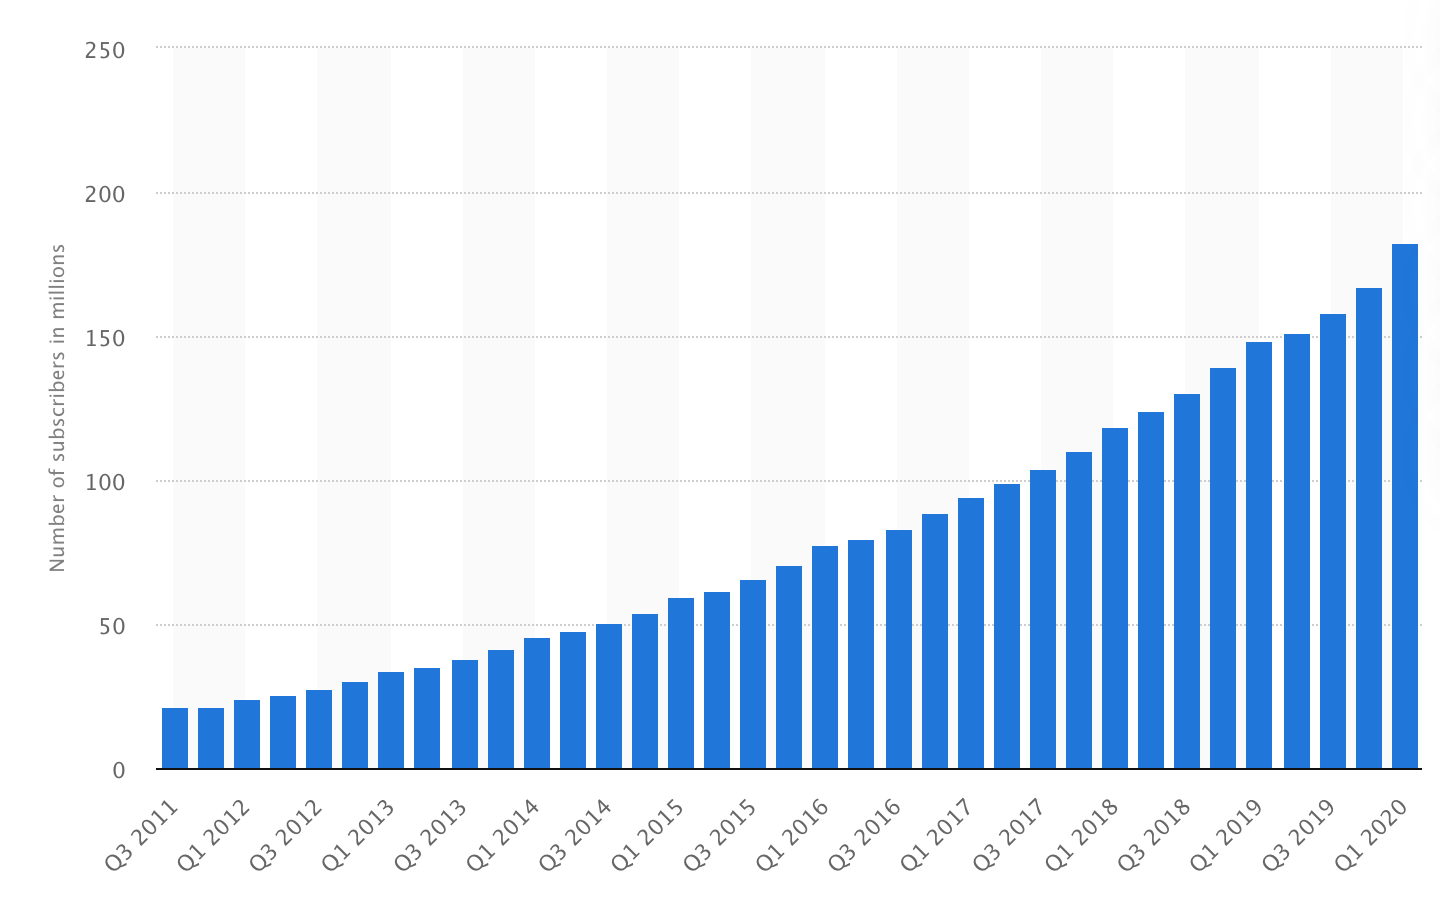 250
200
150
100
50
0
Number of subscribers in millions
Q3 2011
Q1 2012
Q3 2012
Q1 2013
Q3 2013
Q1 2014
Q3 2014
Q1 2015
Q3 2015
Q1 2016
Q3 2016
Q1 2017
Q3 2017
Q1 2018
Q3 2018
Q1 2019
Q3 2019
Q1 2020